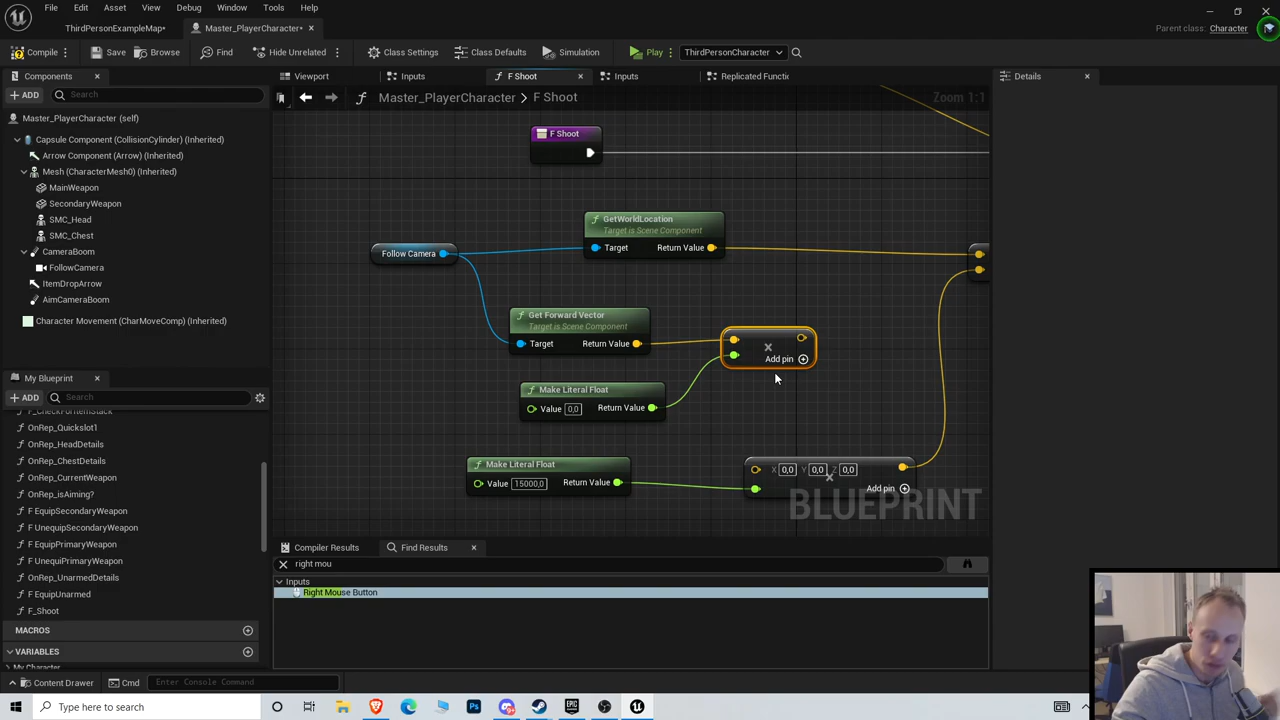 File Edit Asset View Debug Window Tools Help
ThirdPersonExampleMap*
Master_PlayerCharacter*
Parent class: Character
Compile Save Browse Find Hide Unrelated Class Settings Class Defaults Simulation Play ThirdPersonCharacter
Components
ADD Search
Master_PlayerCharacter (self)
Capsule Component (CollisionCylinder) (Inherited)
Arrow Component (Arrow) (Inherited)
Mesh (CharacterMesh0) (Inherited)
MainWeapon
SecondaryWeapon
SMC_Head
SMC_Chest
CameraBoom
FollowCamera
ItemDropArrow
AimCameraBoom
Character Movement (CharMoveComp) (Inherited)
My Blueprint
ADD Search
F_CheckForItemStack
OnRep_Quickslot1
OnRep_HeadDetails
OnRep_ChestDetails
OnRep_CurrentWeapon
OnRep_isAiming?
F EquipSecondaryWeapon
F UnequipSecondaryWeapon
F EquipPrimaryWeapon
F UnequiPrimaryWeapon
OnRep_UnarmedDetails
F EquipUnarmed
F_Shoot
MACROS
VARIABLES
My Character
Viewport Inputs F Shoot Inputs Replicated Functi
Master_PlayerCharacter > F Shoot
Zoom 1:1
F Shoot
GetWorldLocation
Target is Scene Component
Target Return Value
Follow Camera
Get Forward Vector
Target is Scene Component
Target Return Value
Add pin
Make Literal Float
Value 0,0 Return Value
Make Literal Float
Value 15000,0 Return Value
X 0,0 Y 0,0 Z 0,0
Add pin
BLUEPRINT
Compiler Results Find Results
right mou
Inputs
Right Mouse Button
Details
Content Drawer Cmd Enter Console Command
Type here to search